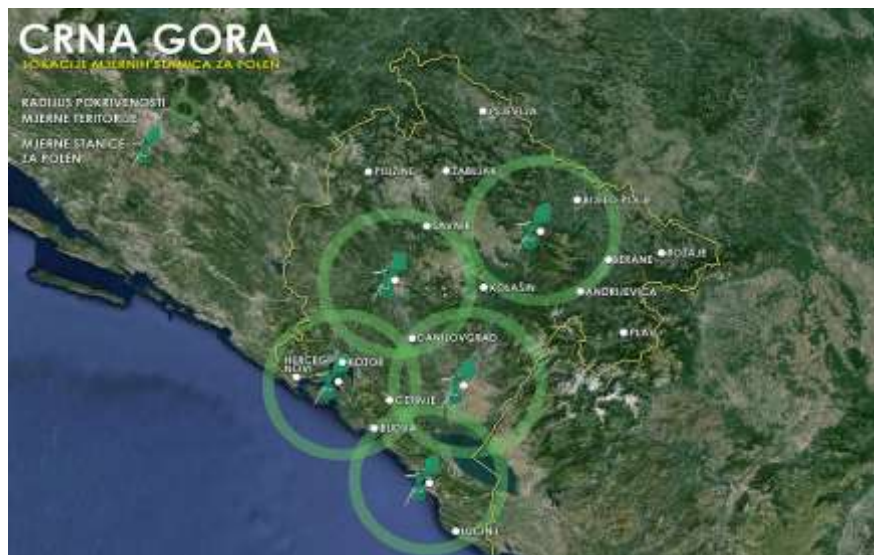 CRNA GORA
LOKACIJE MJERNIH STANICA ZA POLEN
RADIJUS POKRIVENOSTI
MJERNE TERITORIJE
MJERNE STANICE
ZA POLEN
PLJEVLJA
PLUŽINE
ŽABLJAK
BIJELO POLJE
ŠAVNIK
BERANE
ROŽAJE
KOLAŠIN
ANDRIJEVICA
PLAV
DANILOVGRAD
HERCEG
NOVI
KOTOR
CETINJE
BUDVA
ULCINJ